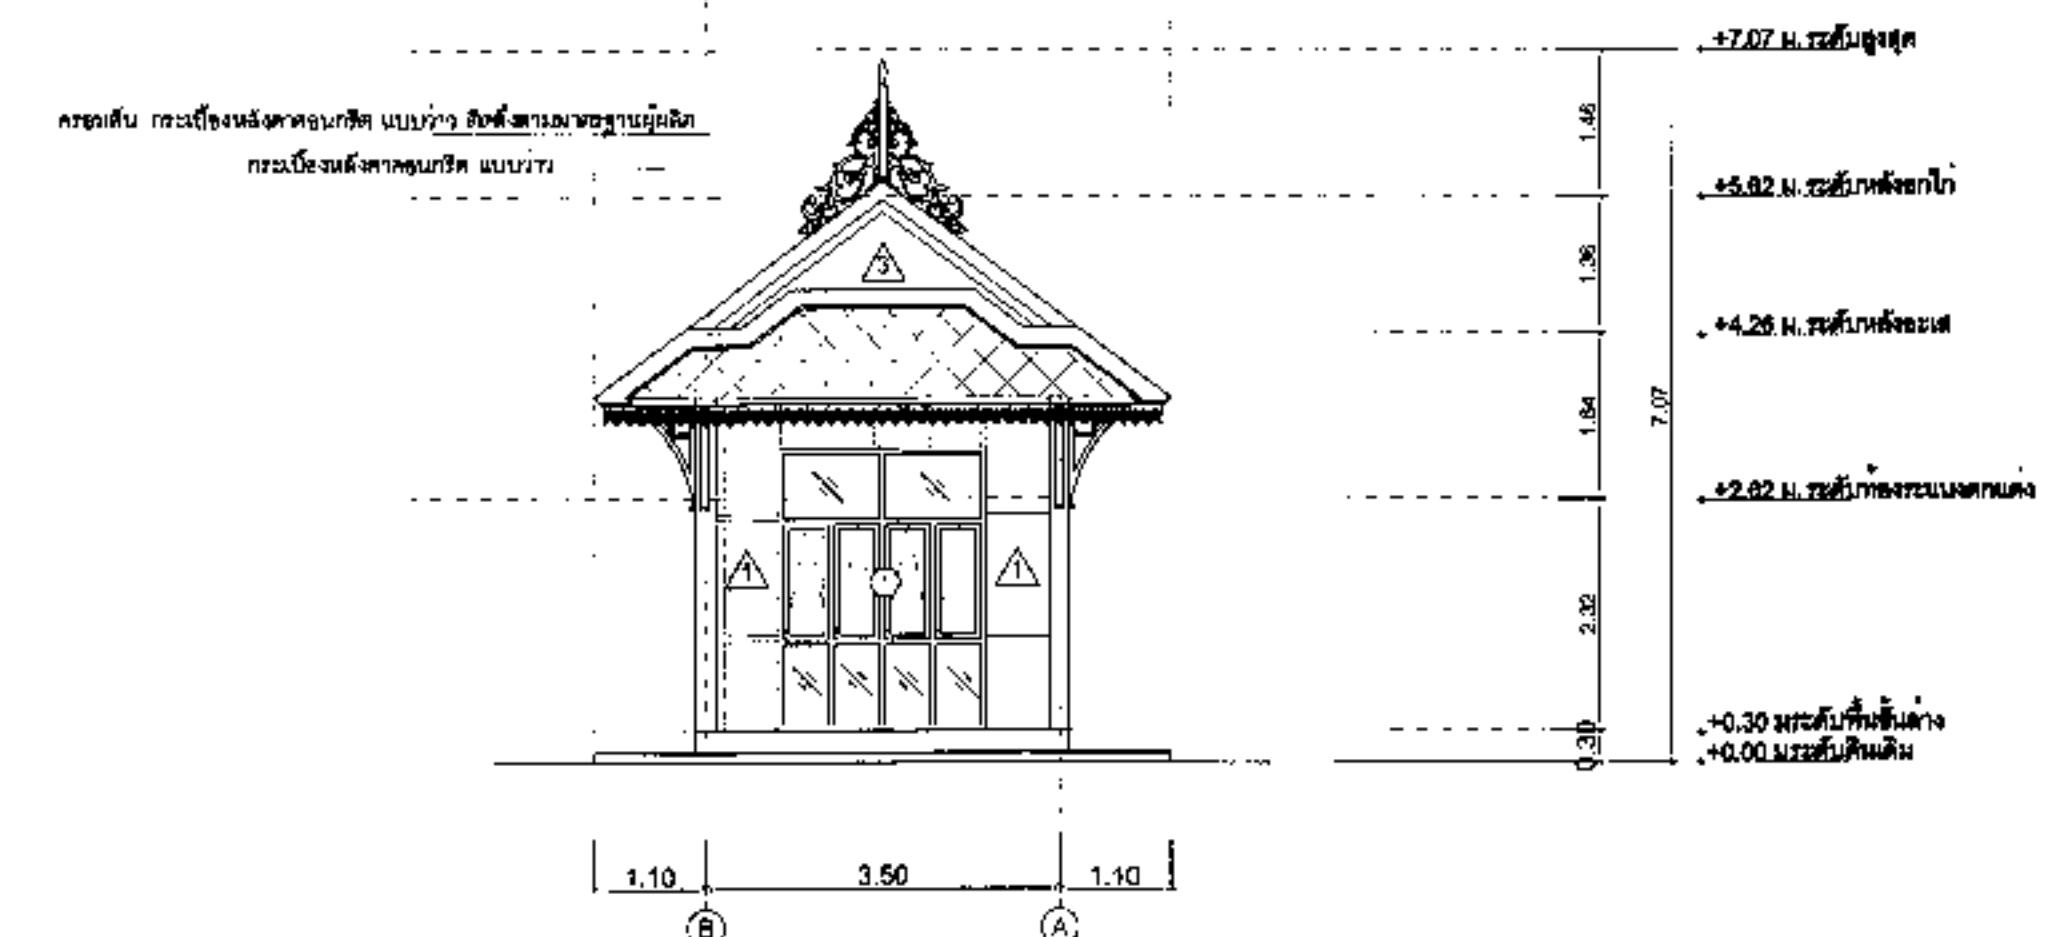 +7.07 ม.ระดับสูงสุด
ครอบสัน กระเบื้องหลังคาคอนกรีต แบบว่าว ติดตั้งตามมาตรฐานผู้ผลิต
กระเบื้องหลังคาคอนกรีต แบบว่าว
1.46
+5.62 ม.ระดับหลังอกไก่
3
1.36
+4.26 ม.ระดับหลังอะเส
1.64
7.07
+2.62 ม.ระดับท้องระแนงตกแต่ง
1
1
2.32
+0.30 มระดับพื้นชั้นล่าง
0.30
+0.00 มระดับดินเดิม
1.10
3.50
1.10
B
A